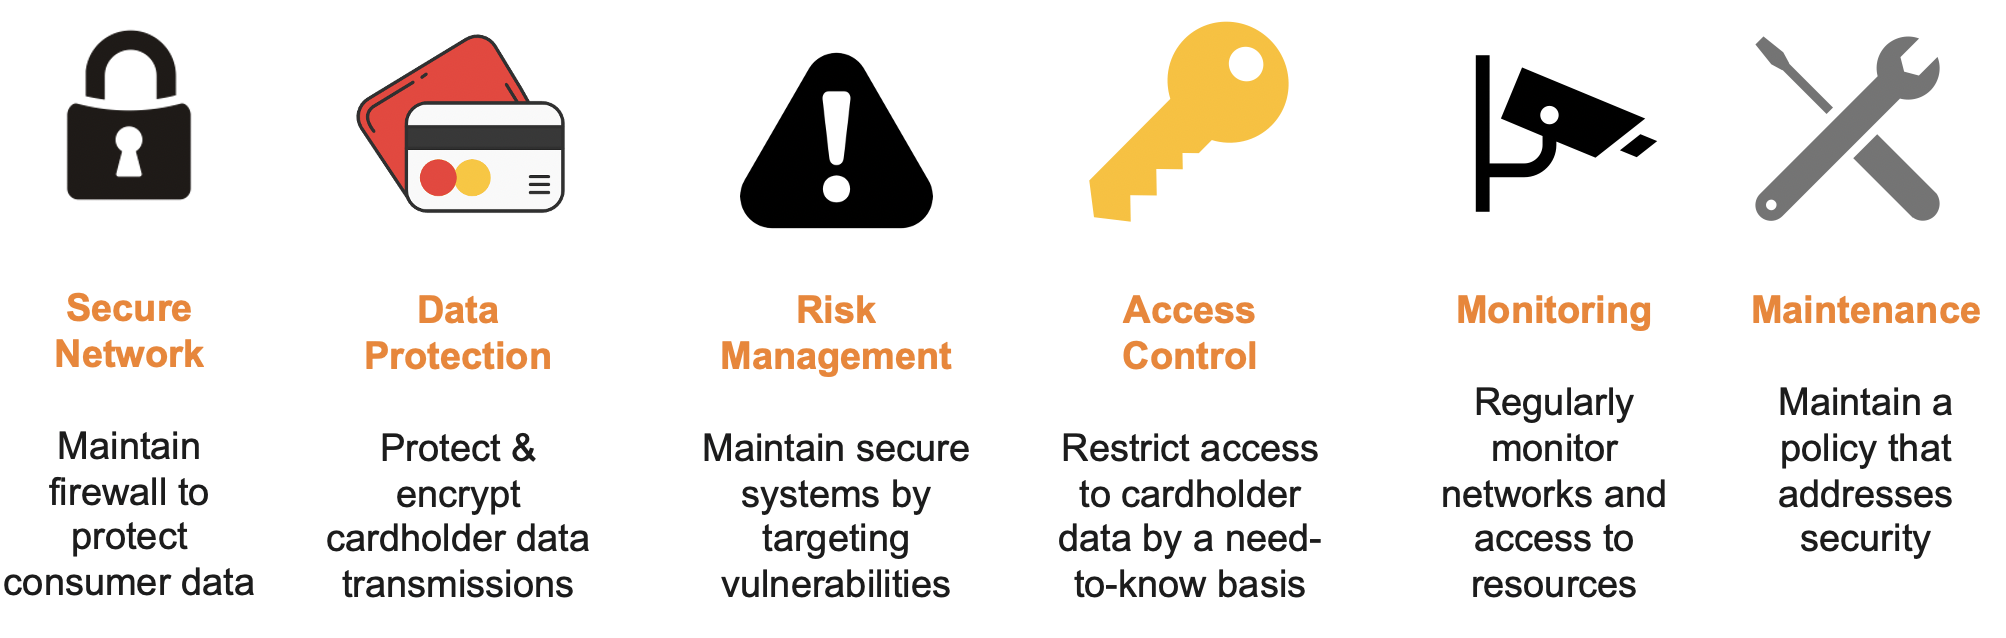 Secure
Network
Maintain
firewall to
protect
consumer data
Data
Protection
Protect &
encrypt
cardholder data
transmissions
Risk
Management
Maintain secure
systems by
targeting
vulnerabilities
Access
Control
Restrict access
to cardholder
data by a need-
to-know basis
Monitoring
Regularly
monitor
networks and
access to
resources
Maintenance
Maintain a
policy that
addresses
security